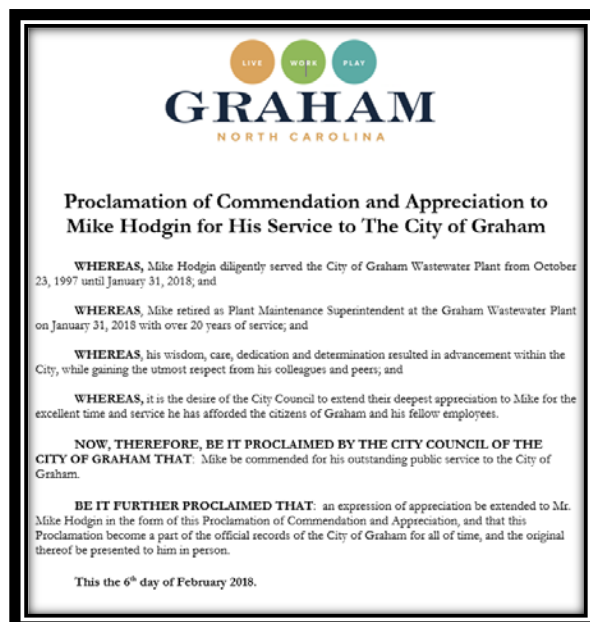 LIVE WORK PLAY
GRAHAM
NORTH CAROLINA
Proclamation of Commendation and Appreciation to
Mike Hodgin for His Service to The City of Graham
WHEREAS, Mike Hodgin diligently served the City of Graham Wastewater Plant from October
23, 1997 until January 31, 2018; and
WHEREAS, Mike retired as Plant Maintenance Superintendent at the Graham Wastewater Plant
on January 31, 2018 with over 20 years of service; and
WHEREAS, his wisdom, care, dedication and determination resulted in advancement within the
City, while gaining the utmost respect from his colleagues and peers; and
WHEREAS, it is the desire of the City Council to extend their deepest appreciation to Mike for the
excellent time and service he has afforded the citizens of Graham and his fellow employees.
NOW, THEREFORE, BE IT PROCLAIMED BY THE CITY COUNCIL OF THE
CITY OF GRAHAM THAT: Mike be commended for his outstanding public service to the City of
Graham.
BE IT FURTHER PROCLAIMED THAT: an expression of appreciation be extended to Mr.
Mike Hodgin in the form of this Proclamation of Commendation and Appreciation, and that this
Proclamation become a part of the official records of the City of Graham for all of time, and the original
thereof be presented to him in person.
This the 6th day of February 2018.